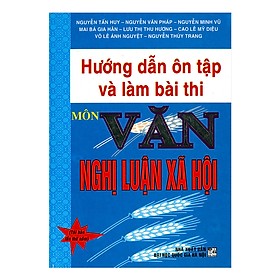 NGUYỄN TẤN HUY – NGUYỄN VĂN PHÁP – NGUYỄN MINH VŨ
MAI BÁ GIA HÂN – LƯU THỊ THU HƯƠNG – CAO LÊ MỸ DIỆU
VÕ LÊ ÁNH NGUYỆT – NGUYỄN THÙY TRANG
Hướng dẫn ôn tập
và làm bài thi
MÔN
VĂN
NGHỊ LUẬN XÃ HỘI
NHÀ XUẤT BẢN
ĐẠI HỌC QUỐC GIA HÀ NỘI